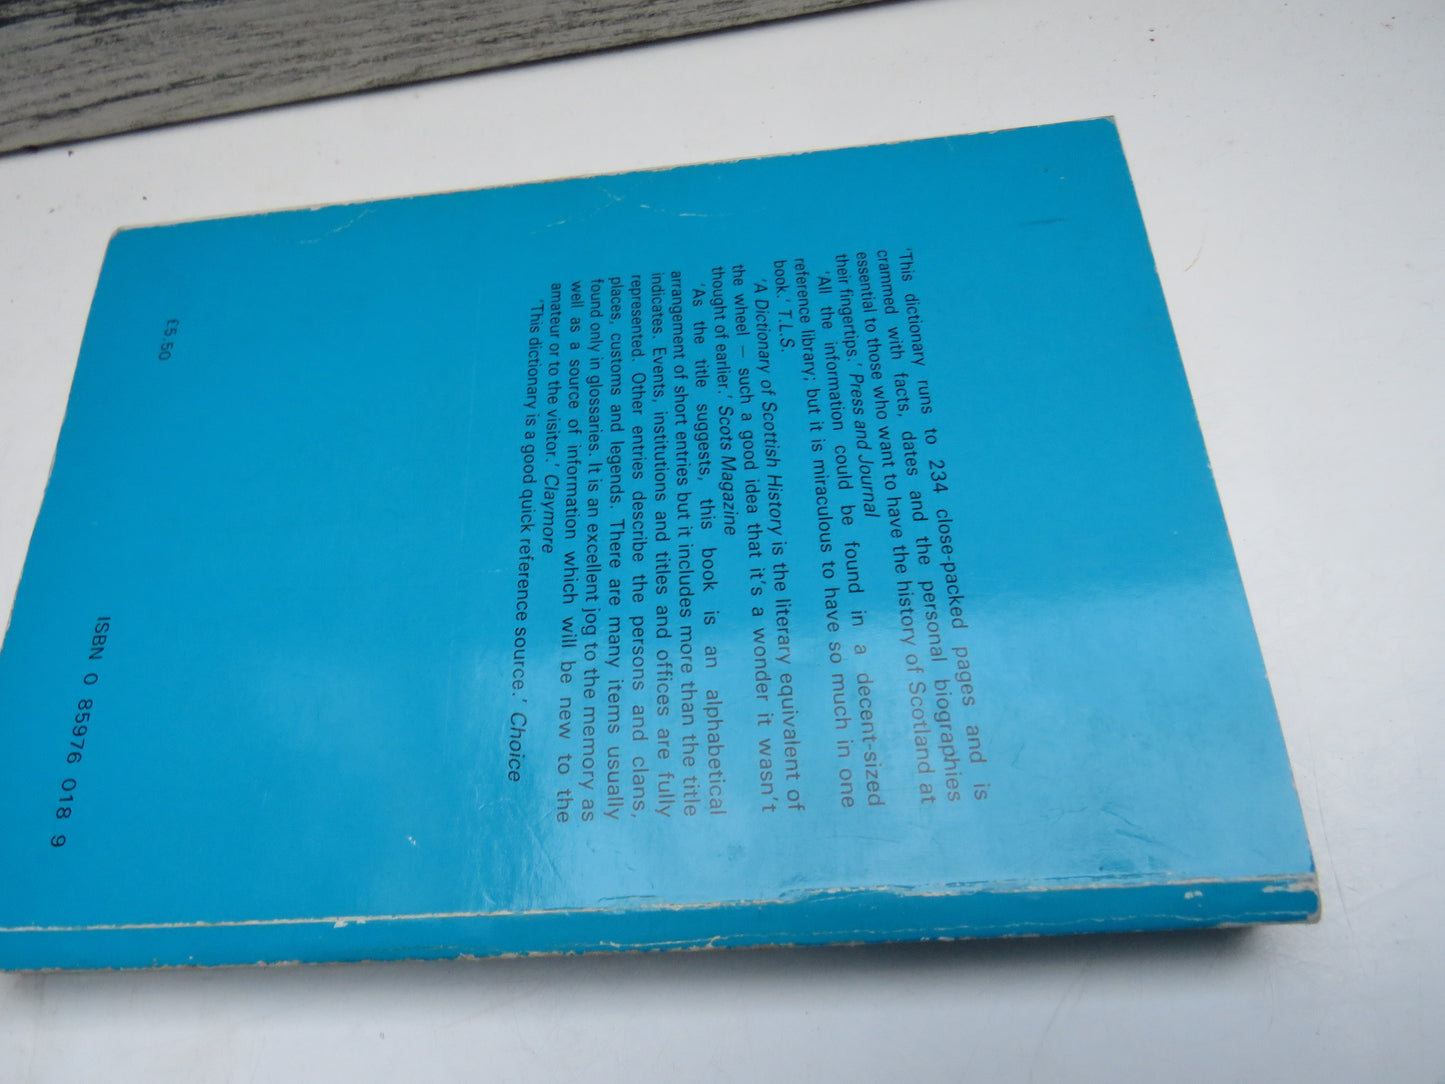 'This dictionary runs to 234 close-packed pages and is
crammed with facts, dates and the personal biographies
essential to those who want to have the history of Scotland at
their fingertips.' Press and Journal
'All the information could be found in a decent-sized
reference library; but it is miraculous to have so much in one
book.' T.L.S.
'A Dictionary of Scottish History is the literary equivalent of
the wheel – such a good idea that it's a wonder it wasn't
thought of earlier.' Scots Magazine
'As the title suggests, this book is an alphabetical
arrangement of short entries but it includes more than the title
indicates. Events, institutions and titles and offices are fully
represented. Other entries describe the persons and clans,
places, customs and legends. There are many items usually
found only in glossaries. It is an excellent jog to the memory as
well as a source of information which will be new to the
amateur or to the visitor.' Claymore
'This dictionary is a good quick reference source.' Choice
£5.50
ISBN 0 85976 018 9